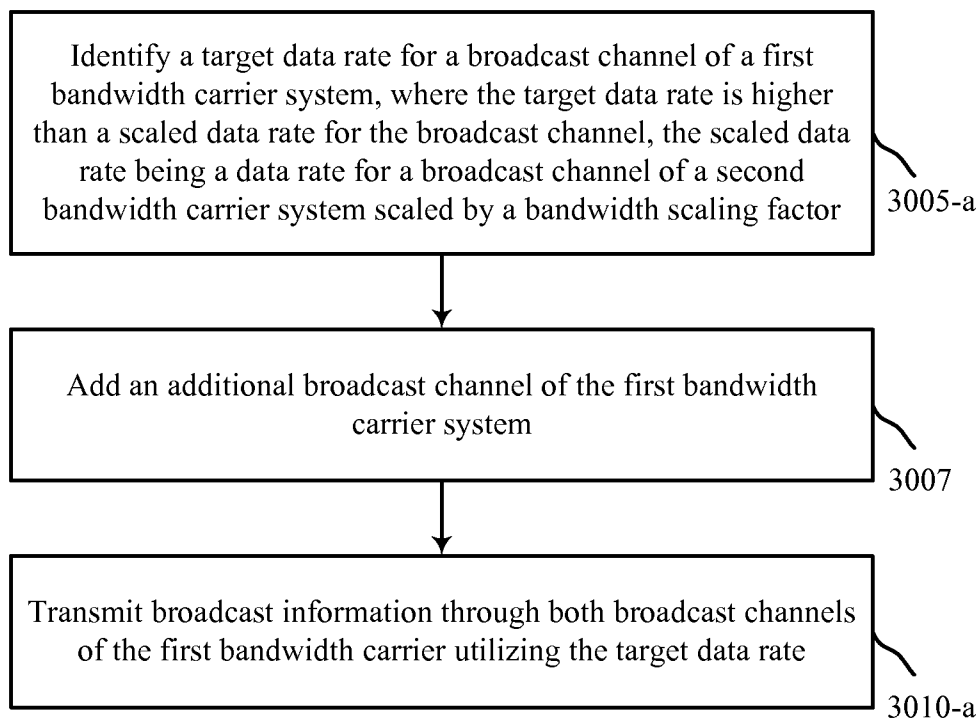 Identify a target data rate for a broadcast channel of a first
bandwidth carrier system, where the target data rate is higher
than a scaled data rate for the broadcast channel, the scaled data
rate being a data rate for a broadcast channel of a second
bandwidth carrier system scaled by a bandwidth scaling factor
3005-a
Add an additional broadcast channel of the first bandwidth
carrier system
3007
Transmit broadcast information through both broadcast channels
of the first bandwidth carrier utilizing the target data rate
3010-a